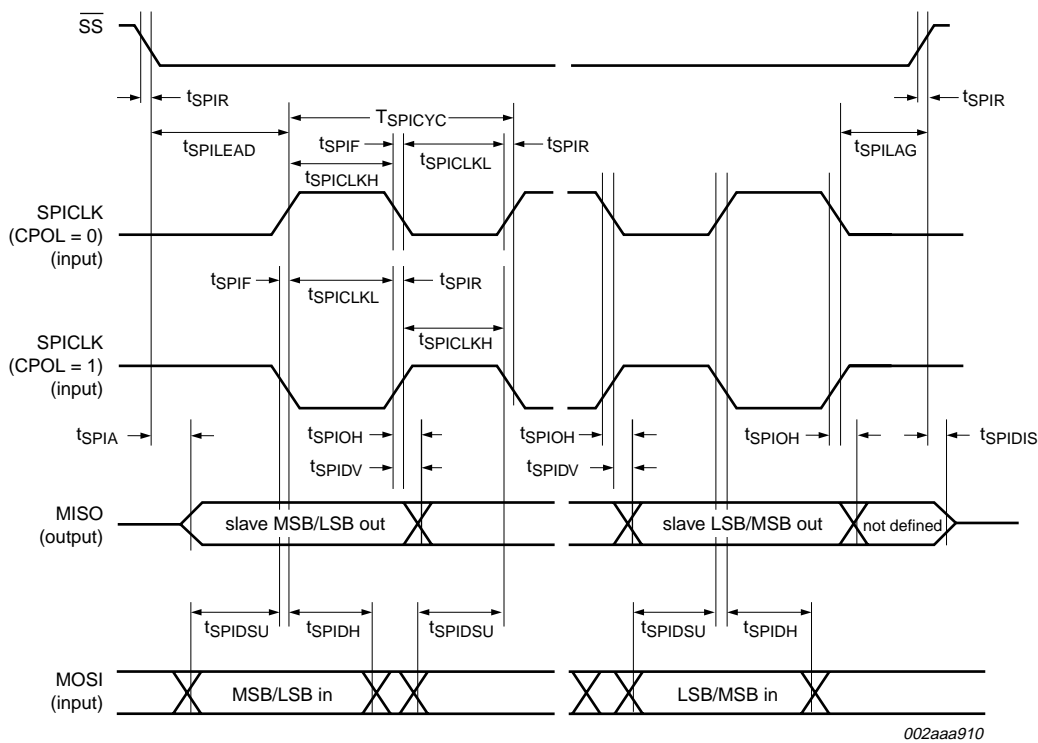 SS
tSPIR
tSPIR
TSPICYC
tSPILEAD
tSPIF
tSPICLKL
tSPIR
tSPILAG
tSPICLKH
SPICLK
(CPOL = 0)
(input)
tSPIF
tSPICLKL
tSPIR
tSPICLKH
SPICLK
(CPOL = 1)
(input)
tSPIA
tSPIOH
tSPIOH
tSPIOH
tSPIDIS
tSPIDV
tSPIDV
MISO
(output)
slave MSB/LSB out
slave LSB/MSB out
not defined
tSPIDSU
tSPIDH
tSPIDSU
tSPIDSU
tSPIDH
MOSI
(input)
MSB/LSB in
LSB/MSB in
002aaa910